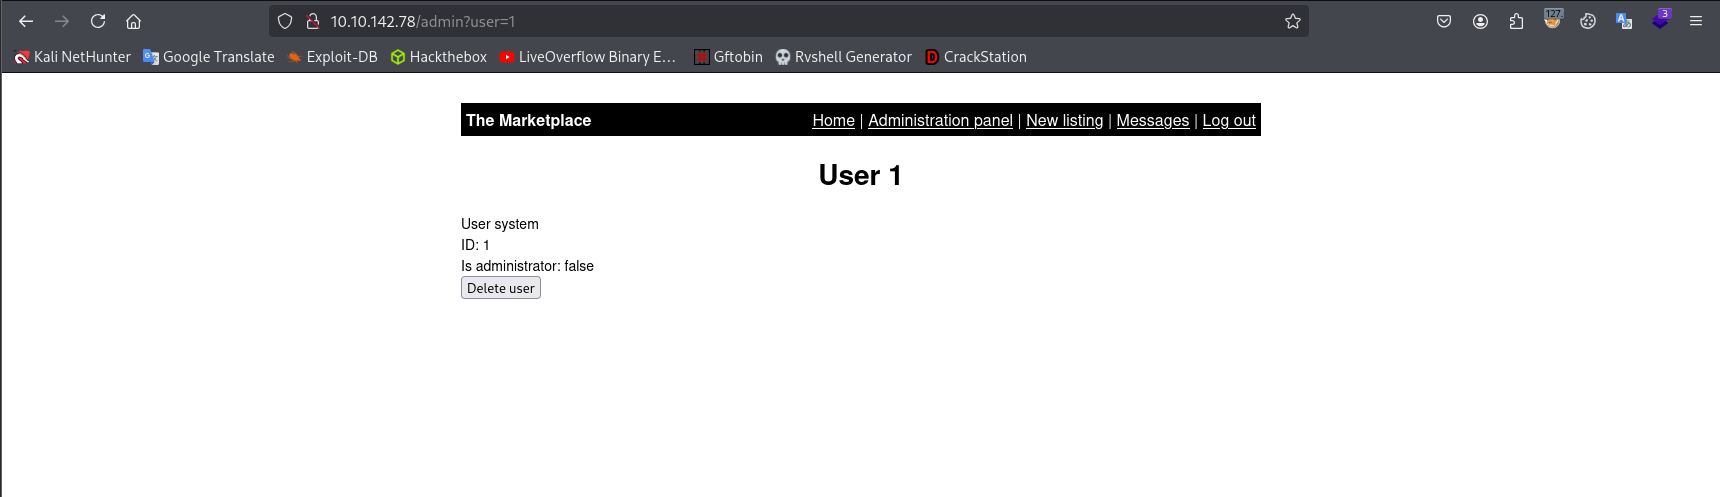 10.10.142.78/admin?user=1
127
3
Kali NetHunter Google Translate Exploit-DB Hackthebox LiveOverflow Binary E... Gftobin Rvshell Generator CrackStation
The Marketplace Home | Administration panel | New listing | Messages | Log out
User 1
User system
ID: 1
Is administrator: false
Delete user